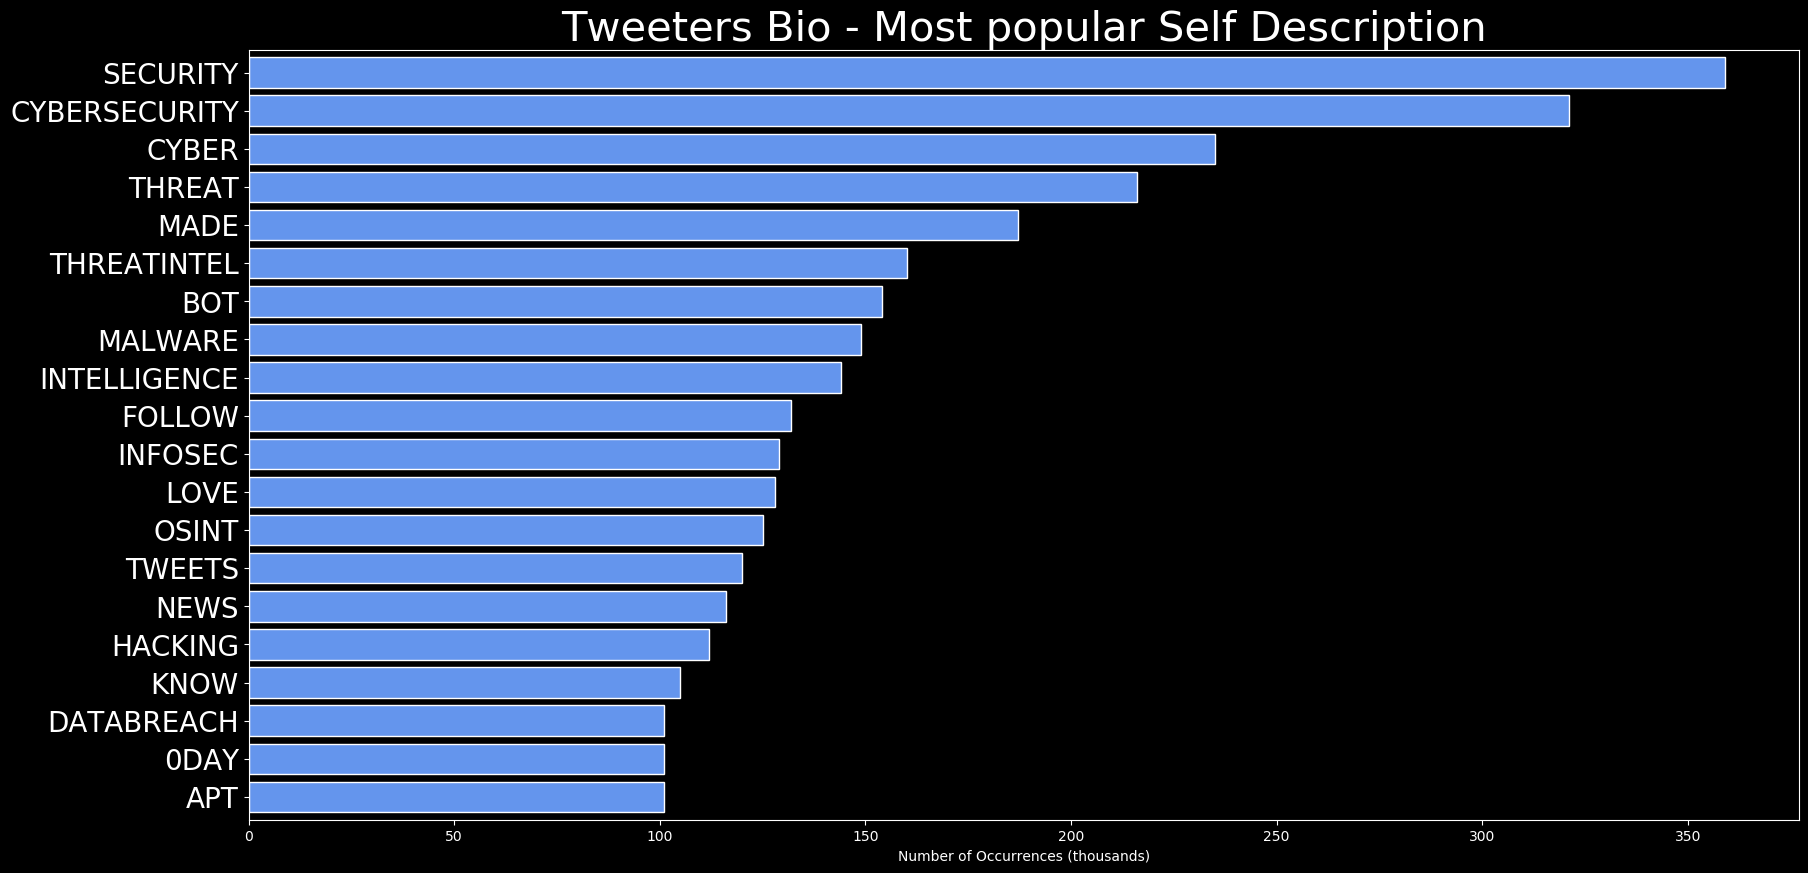 Tweeters Bio - Most popular Self Description
SECURITY
CYBERSECURITY
CYBER
THREAT
MADE
THREATINTEL
BOT
MALWARE
INTELLIGENCE
FOLLOW
INFOSEC
LOVE
OSINT
TWEETS
NEWS
HACKING
KNOW
DATABREACH
0DAY
APT
0 50 100 150 200 250 300 350
Number of Occurrences (thousands)